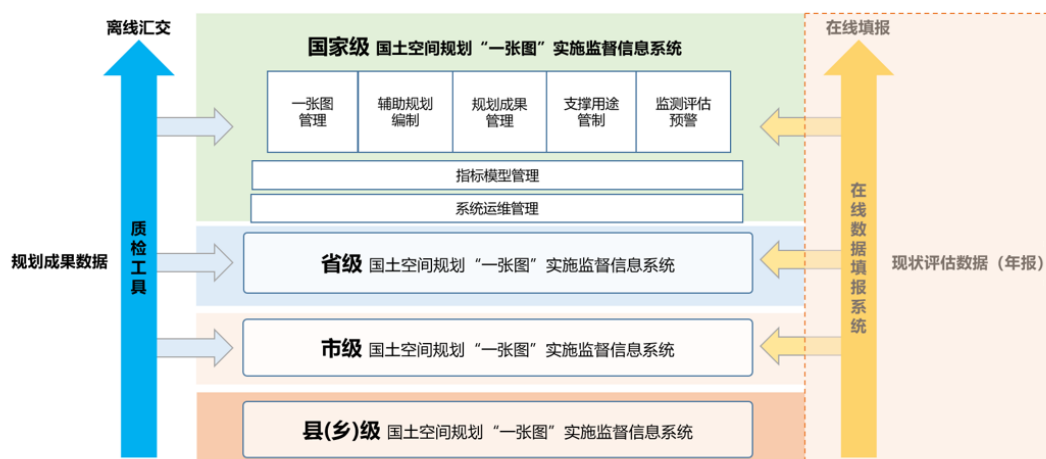 离线汇交
在线填报
国家级 国土空间规划“一张图”实施监督信息系统
一张图
管理
辅助规划
编制
规划成果
管理
支撑用途
管制
监测评估
预警
指标模型管理
系统运维管理
质检工具
规划成果数据
省级 国土空间规划“一张图”实施监督信息系统
在线数据填报系统
现状评估数据（年报）
市级 国土空间规划“一张图”实施监督信息系统
县(乡)级 国土空间规划“一张图”实施监督信息系统